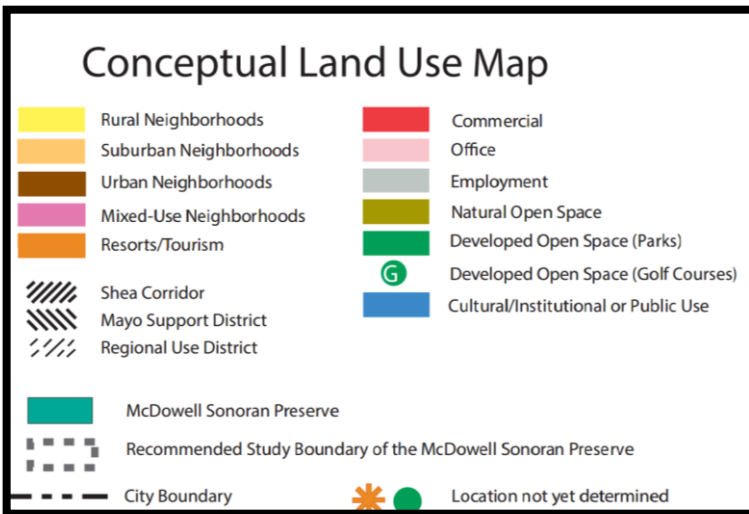 Conceptual Land Use Map
Rural Neighborhoods
Suburban Neighborhoods
Urban Neighborhoods
Mixed-Use Neighborhoods
Resorts/Tourism
Shea Corridor
Mayo Support District
Regional Use District
Commercial
Office
Employment
Natural Open Space
Developed Open Space (Parks)
G
Developed Open Space (Golf Courses)
Cultural/Institutional or Public Use
McDowell Sonoran Preserve
Recommended Study Boundary of the McDowell Sonoran Preserve
City Boundary
Location not yet determined